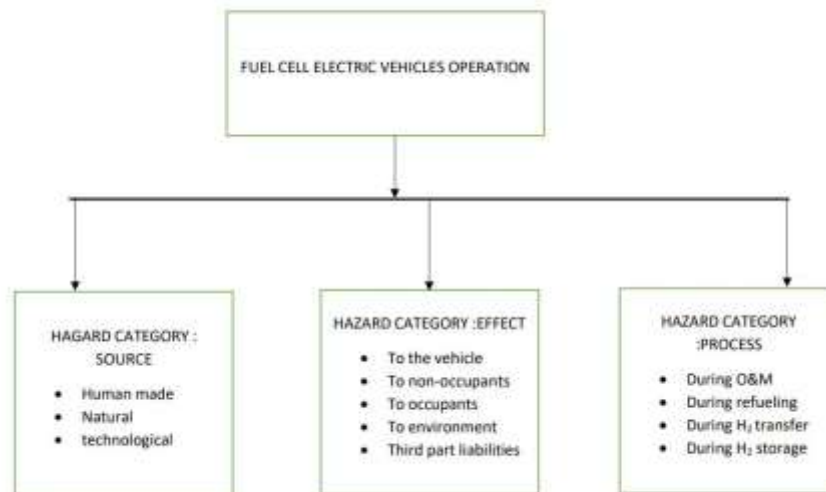 FUEL CELL ELECTRIC VEHICLES OPERATION
HAGARD CATEGORY :
SOURCE
• Human made
• Natural
• technological
HAZARD CATEGORY :EFFECT
• To the vehicle
• To non-occupants
• To occupants
• To environment
• Third part liabilities
HAZARD CATEGORY
:PROCESS
• During O&M
• During refueling
• During H₂ transfer
• During H₂ storage